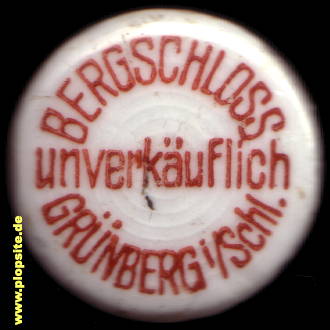 BERGSCHLOSS
unverkäuflich
GRÜNBERG i/Schl.
www.plopsite.de